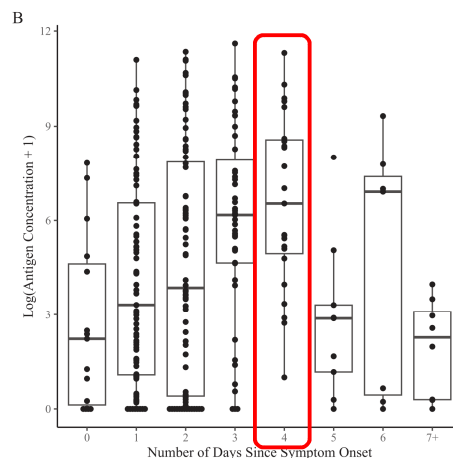 B
12
9
6
3
0
Log(Antigen Concentration + 1)
0 1 2 3 4 5 6 7+
Number of Days Since Symptom Onset